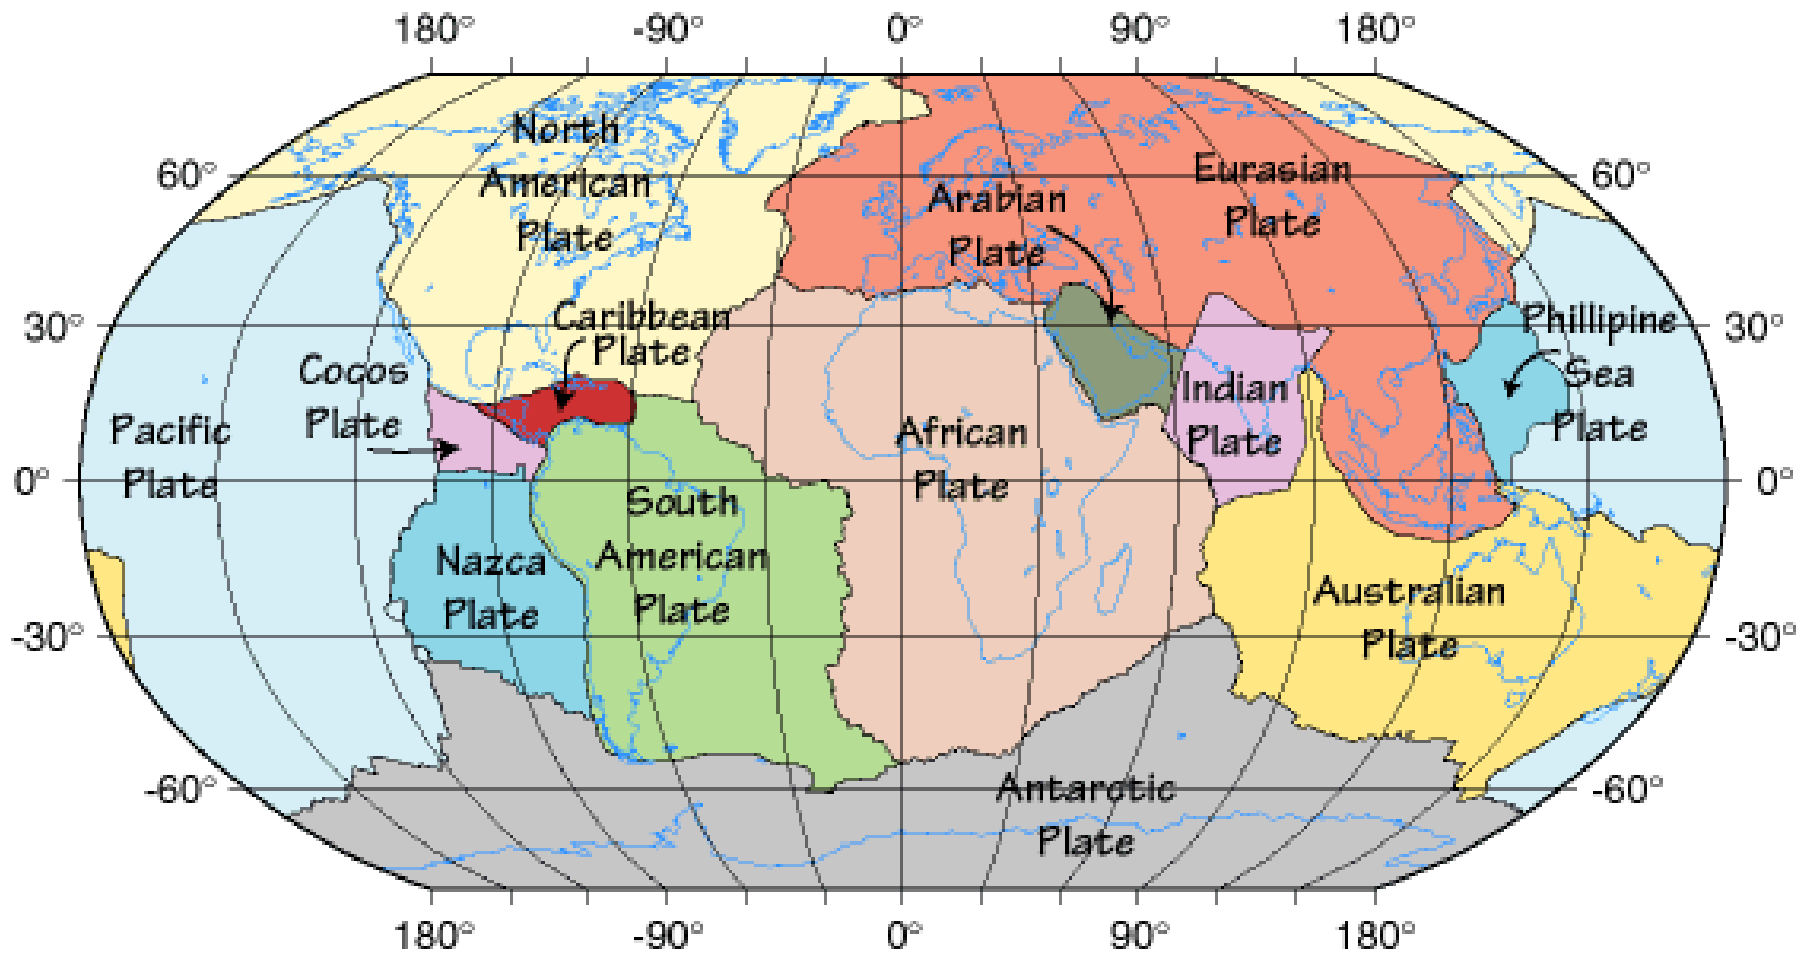 180° -90° 0° 90° 180°
North
American
Plate
Eurasian
Plate
60°
60°
Arabian
Plate
Caribbean
Plate
30°
30°
Phillipine
Sea
Plate
Cocos
Plate
Indian
Plate
Pacific
Plate
African
Plate
0°
0°
South
American
Plate
Nazca
Plate
Australian
Plate
-30°
-30°
-60°
-60°
Antarctic
Plate
180° -90° 0° 90° 180°